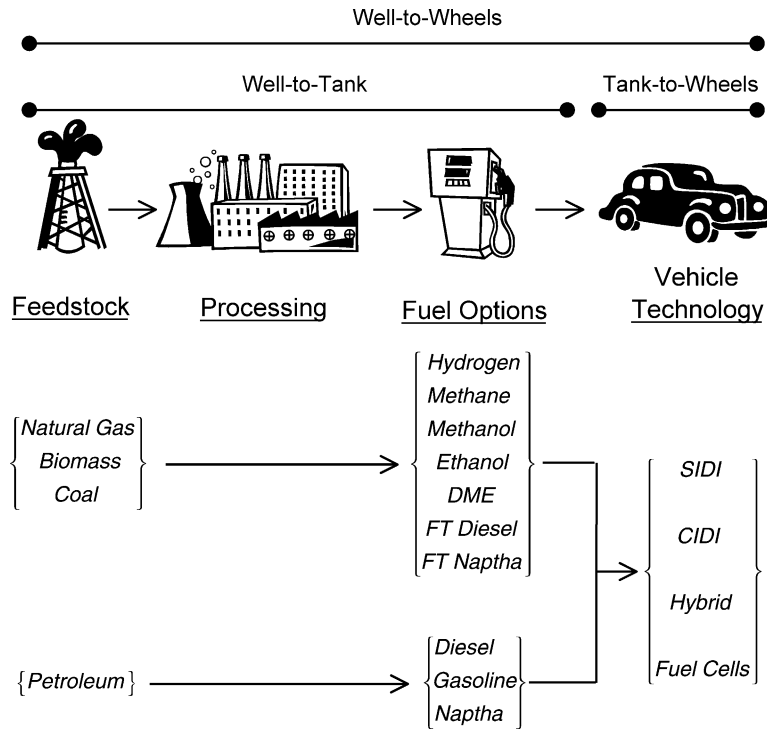 Well-to-Wheels
Well-to-Tank
Tank-to-Wheels
Feedstock
Processing
Fuel Options
Vehicle
Technology
Natural Gas
Biomass
Coal
Hydrogen
Methane
Methanol
Ethanol
DME
FT Diesel
FT Naptha
SIDI
CIDI
Hybrid
Fuel Cells
{Petroleum}
Diesel
Gasoline
Naptha